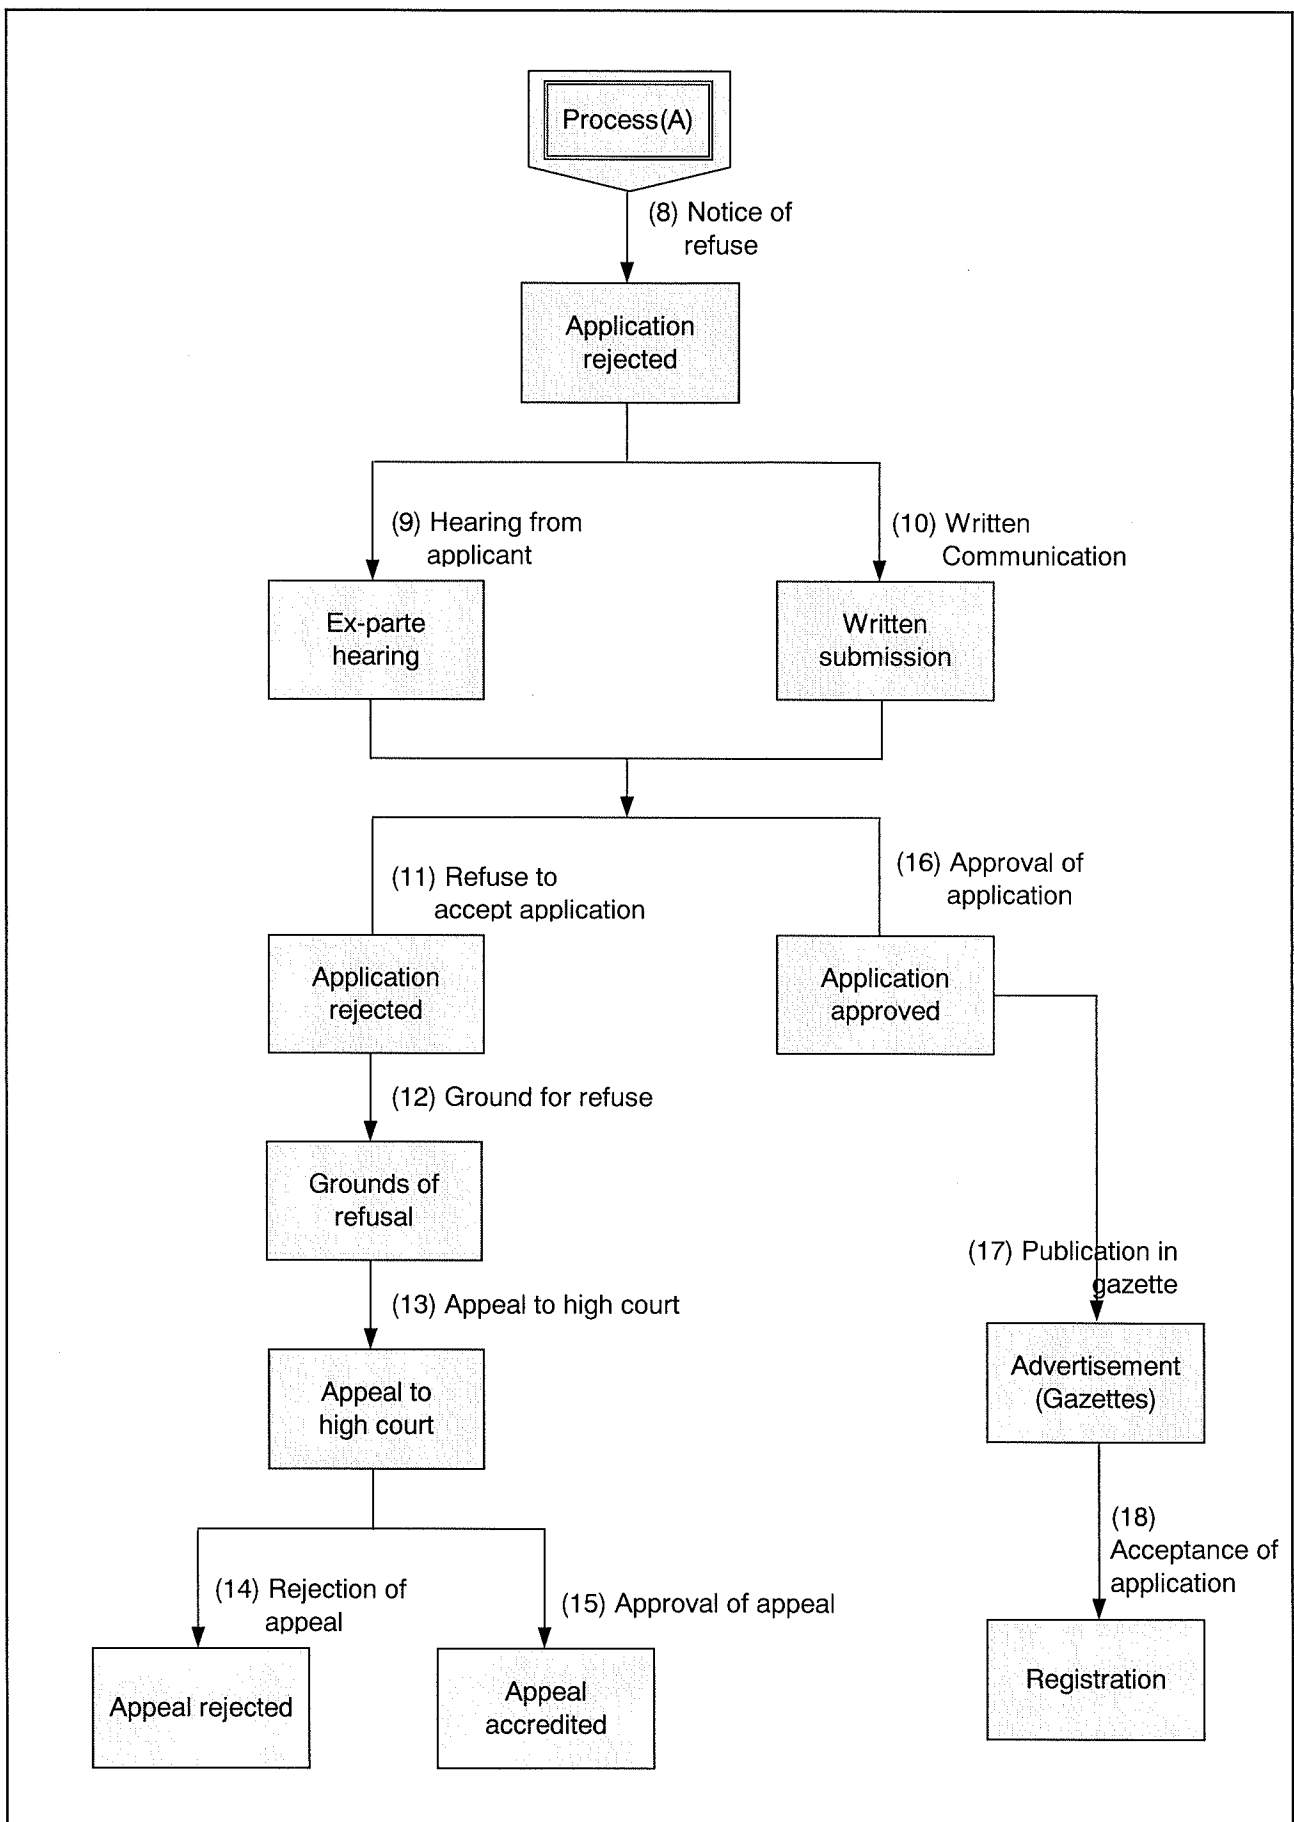 Process(A)
(8) Notice of
refuse
Application
rejected
(9) Hearing from
applicant
(10) Written
Communication
Ex-parte
hearing
Written
submission
(11) Refuse to
accept application
(16) Approval of
application
Application
rejected
Application
approved
(12) Ground for refuse
Grounds of
refusal
(17) Publication in
gazette
(13) Appeal to high court
Appeal to
high court
Advertisement
(Gazettes)
(18)
Acceptance of
application
(14) Rejection of
appeal
(15) Approval of appeal
Appeal rejected
Appeal
accredited
Registration